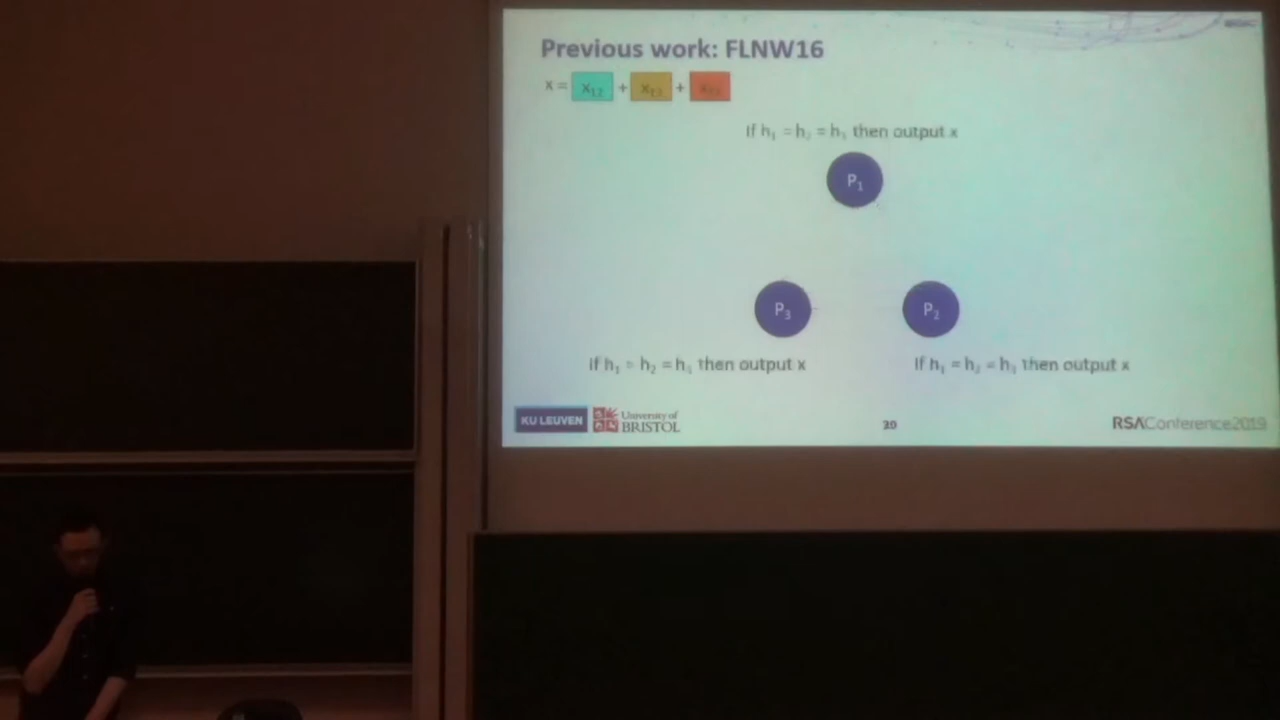 Previous work: FLNW16
x = x₁₂ + x₁₃ +
If h₁ = h₂ = h₃ then output x
P₁
P₃ P₂
If h₁ = h₂ = h₃ then output x If h₁ = h₂ = h₃ then output x
KU LEUVEN University of BRISTOL 20 RSAConference2019